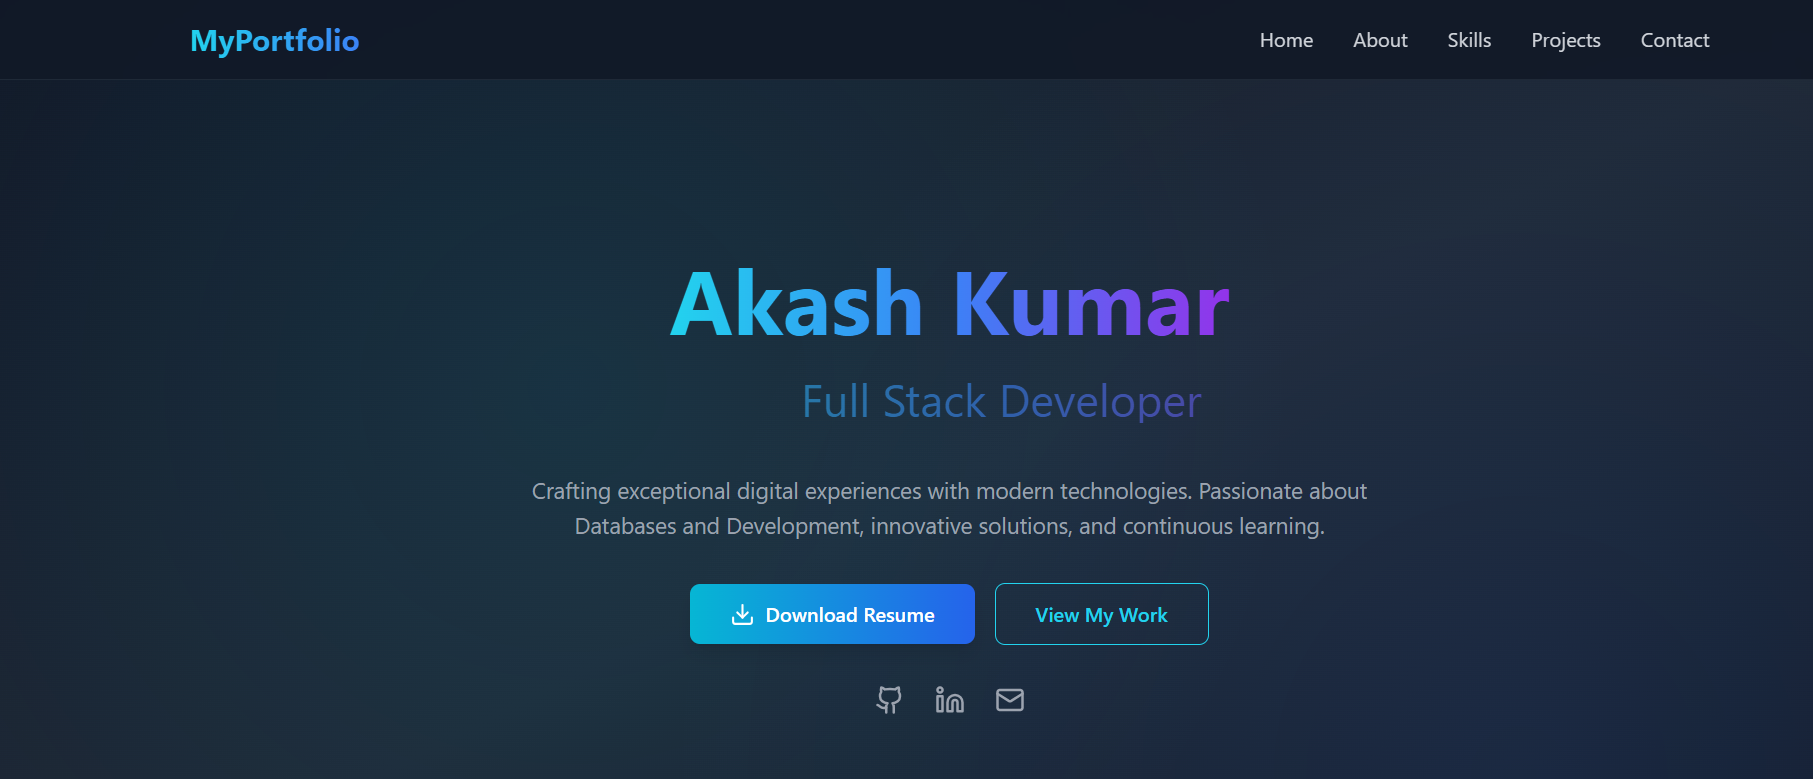 MyPortfolio
Home About Skills Projects Contact
Akash Kumar
Full Stack Developer
Crafting exceptional digital experiences with modern technologies. Passionate about
Databases and Development, innovative solutions, and continuous learning.
Download Resume
View My Work